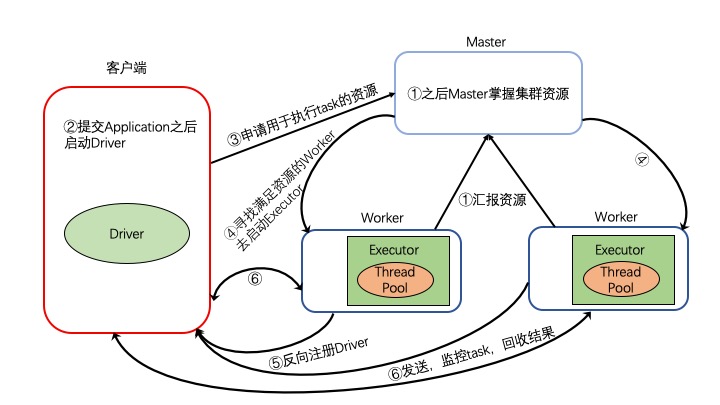 Master
客户端
①之后Master掌握集群资源
②提交Application之后
启动Driver
③申请用于执行task的资源
④寻找满足资源的Worker
去启动Executor
④
①汇报资源
Driver
Worker
Executor
Thread
Pool
Worker
Executor
Thread
Pool
⑥
⑤反向注册Driver
⑥发送，监控task，回收结果